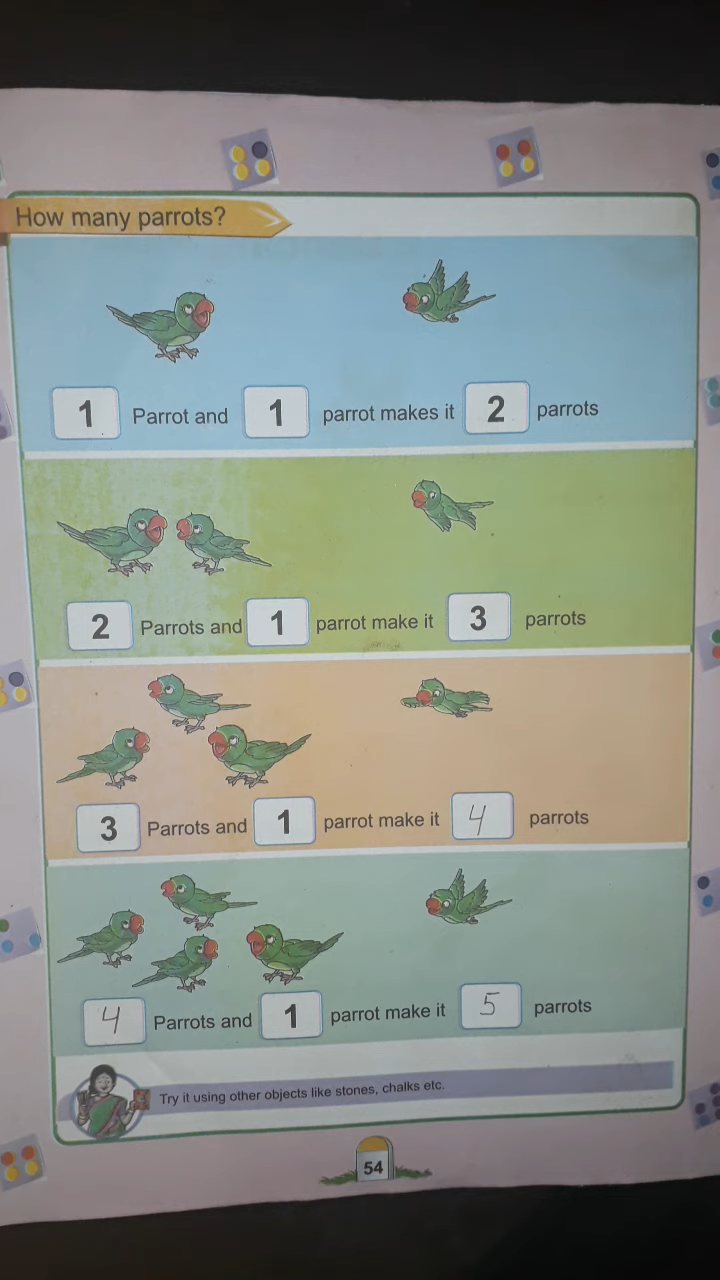 How many parrots?
1 Parrot and 1 parrot makes it 2 parrots
2 Parrots and 1 parrot make it 3 parrots
3 Parrots and 1 parrot make it 4 parrots
4 Parrots and 1 parrot make it 5 parrots
Try it using other objects like stones, chalks etc.
54